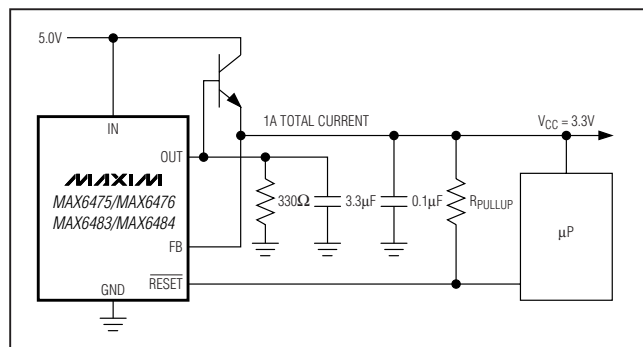 5.0V
IN
1A TOTAL CURRENT
VCC = 3.3V
OUT
MAXIM
MAX6475/MAX6476
MAX6483/MAX6484
330Ω
3.3μF
0.1μF
RPULLUP
μP
FB
GND
RESET